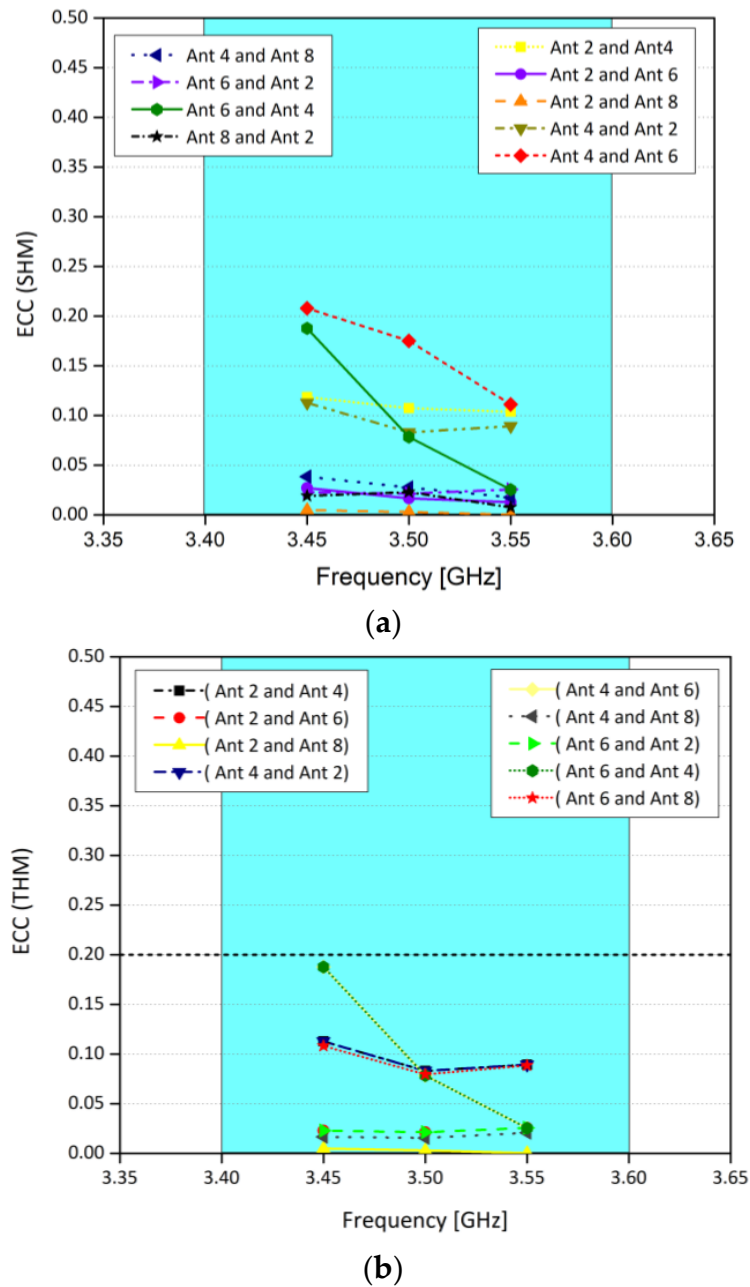 0.50
0.45
0.40
0.35
0.30
0.25
0.20
0.15
0.10
0.05
0.00
ECC (SHM)
Ant 4 and Ant 8
Ant 6 and Ant 2
Ant 6 and Ant 4
Ant 8 and Ant 2
Ant 2 and Ant4
Ant 2 and Ant 6
Ant 2 and Ant 8
Ant 4 and Ant 2
Ant 4 and Ant 6
3.35 3.40 3.45 3.50 3.55 3.60 3.65
Frequency [GHz]
(a)
0.50
0.45
0.40
0.35
0.30
0.25
0.20
0.15
0.10
0.05
0.00
ECC (THM)
( Ant 2 and Ant 4)
( Ant 2 and Ant 6)
( Ant 2 and Ant 8)
( Ant 4 and Ant 2)
( Ant 4 and Ant 6)
( Ant 4 and Ant 8)
( Ant 6 and Ant 2)
( Ant 6 and Ant 4)
( Ant 6 and Ant 8)
3.35 3.40 3.45 3.50 3.55 3.60 3.65
Frequency [GHz]
(b)